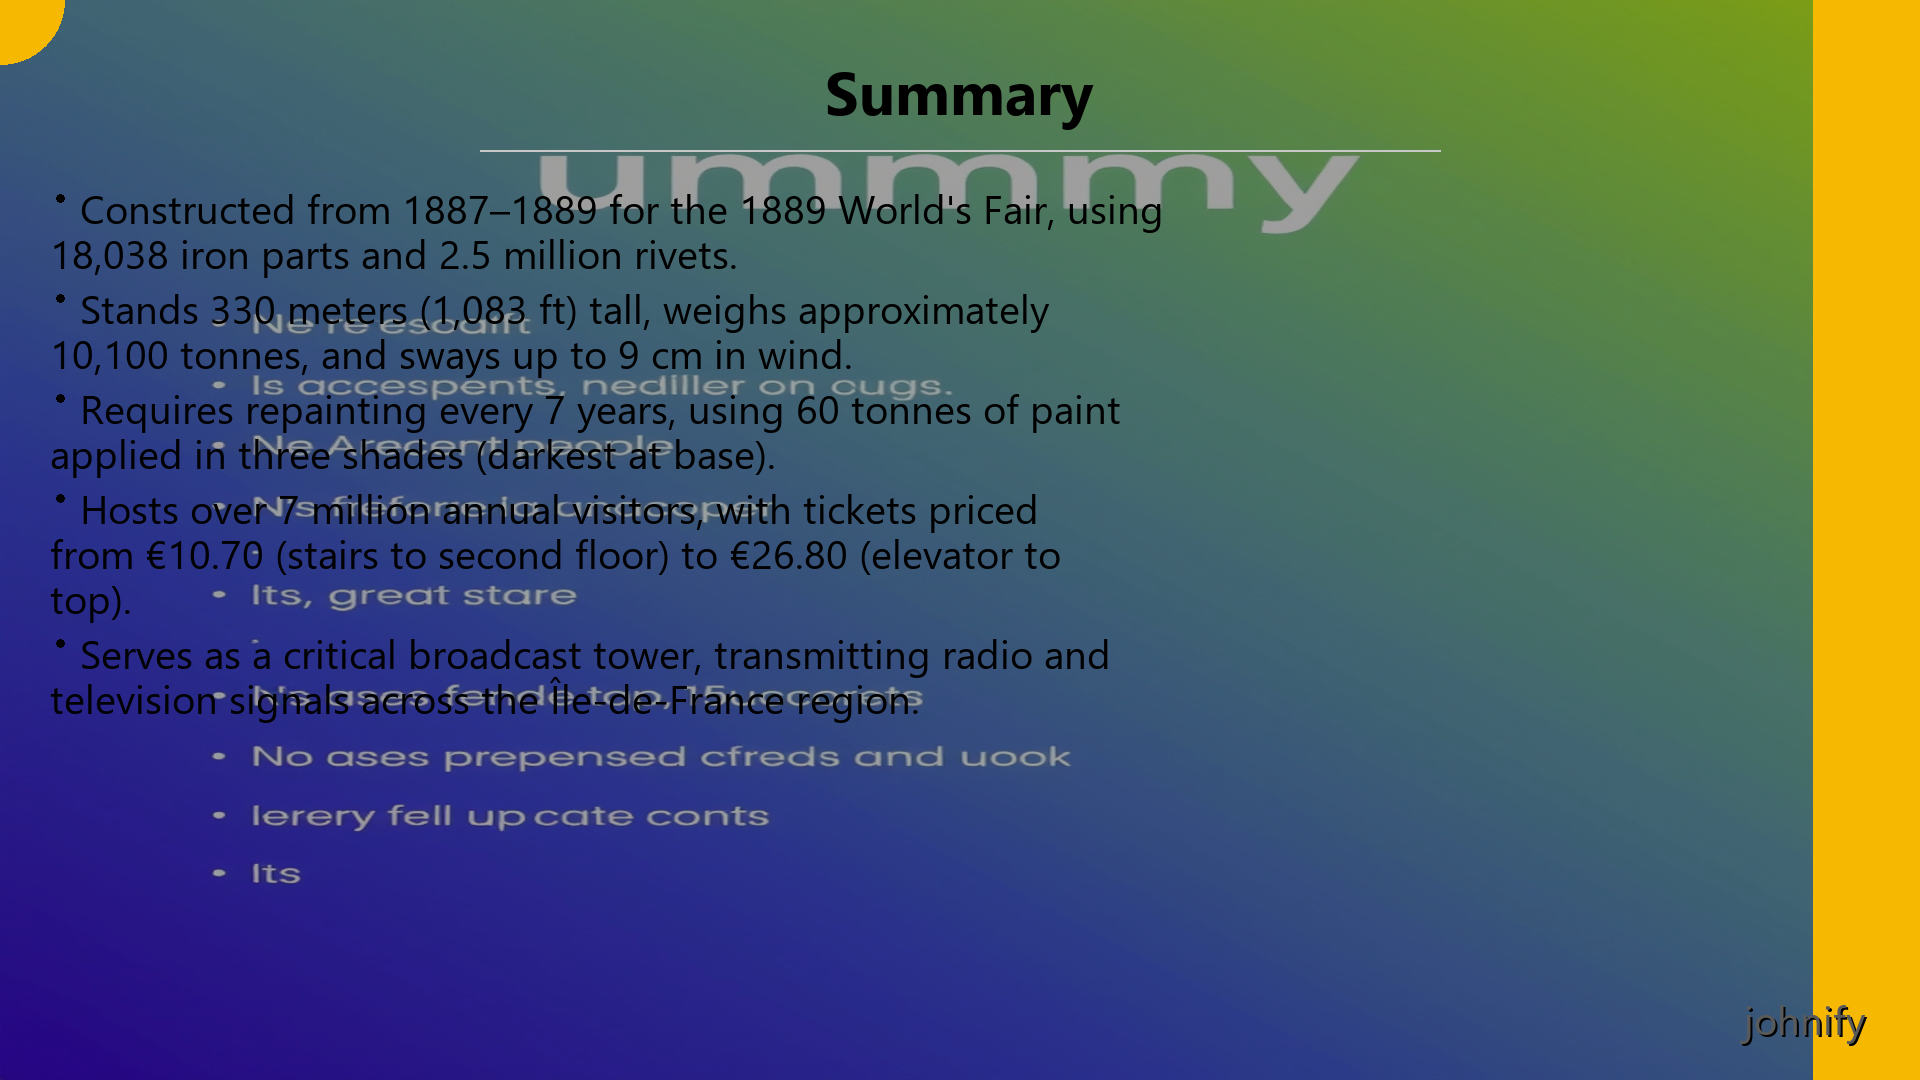 Summary
ummmy
• Constructed from 1887–1889 for the 1889 World's Fair, using
18,038 iron parts and 2.5 million rivets.
• Stands 330 meters (1,083 ft) tall, weighs approximately
• Ne re escalft
10,100 tonnes, and sways up to 9 cm in wind.
• Is accespents, nediller on cugs.
• Requires repainting every 7 years, using 60 tonnes of paint
• Ne Arecent people
applied in three shades (darkest at base).
• Hosts over 7 million annual visitors, with tickets priced
from €10.70 (stairs to second floor) to €26.80 (elevator to
top).
• Its, great stare
• Serves as a critical broadcast tower, transmitting radio and
television signals across the Île-de-France region.
• No ases prepensed cfreds and uook
• lerery fell up cate conts
• Its
johnify